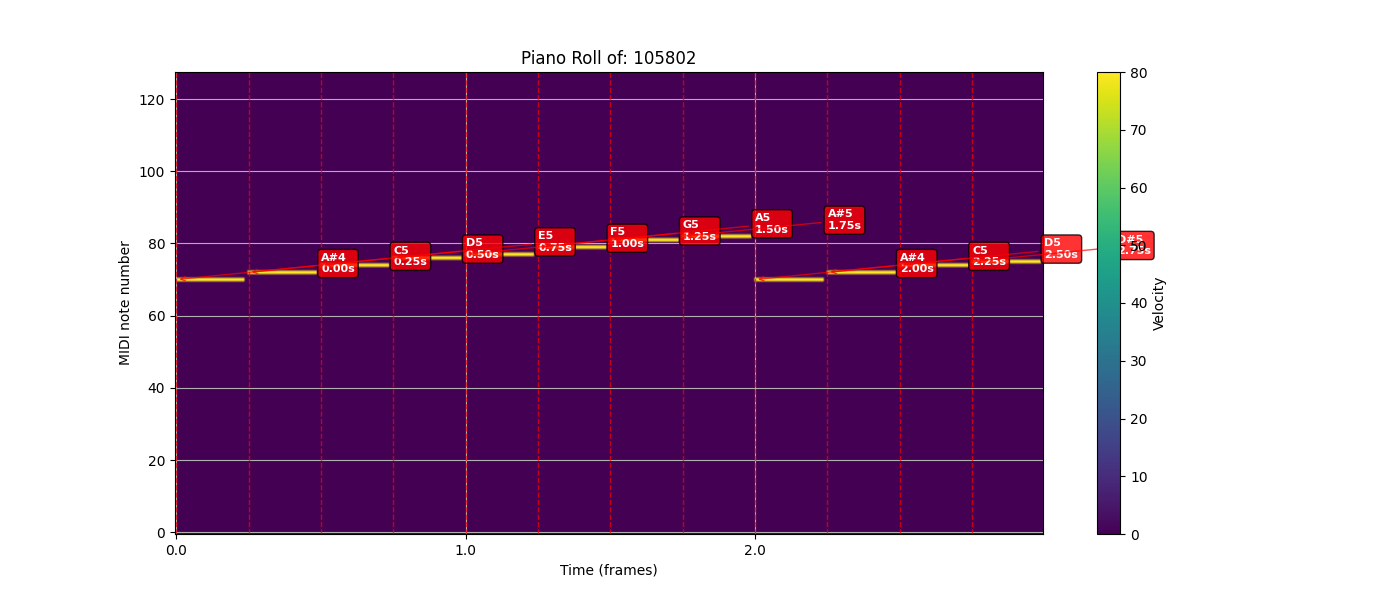 Piano Roll of: 105802
MIDI note number
120
100
80
60
40
20
0
A#4
0.00s
C5
0.25s
D5
0.50s
E5
0.75s
F5
1.00s
G5
1.25s
A5
1.50s
A#5
1.75s
A#4
2.00s
C5
2.25s
D5
2.50s
D#5
2.75s
0.0
1.0
2.0
Time (frames)
80
70
60
50
40
30
20
10
0
Velocity